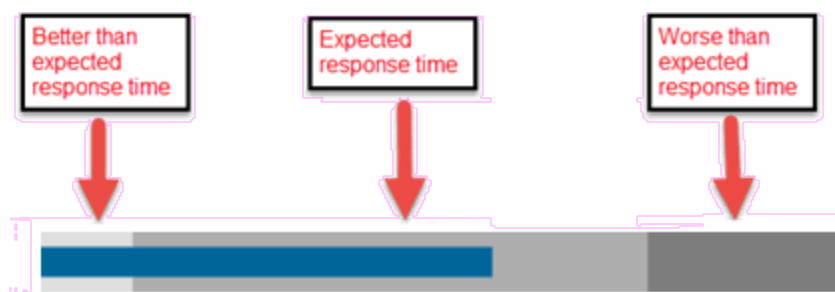 Better than
expected
response time
Expected
response time
Worse than
expected
response time